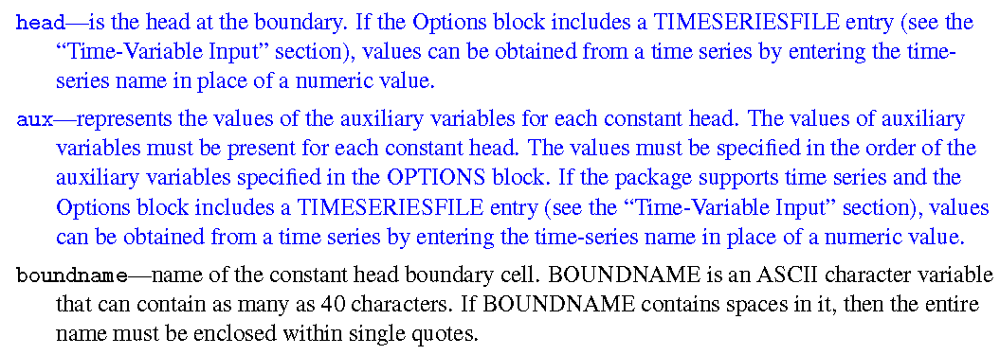 head—is the head at the boundary. If the Options block includes a TIMESERIESFILE entry (see the
“Time-Variable Input” section), values can be obtained from a time series by entering the time-
series name in place of a numeric value.
aux—represents the values of the auxiliary variables for each constant head. The values of auxiliary
variables must be present for each constant head. The values must be specified in the order of the
auxiliary variables specified in the OPTIONS block. If the package supports time series and the
Options block includes a TIMESERIESFILE entry (see the “Time-Variable Input” section), values
can be obtained from a time series by entering the time-series name in place of a numeric value.
boundname—name of the constant head boundary cell. BOUNDNAME is an ASCII character variable
that can contain as many as 40 characters. If BOUNDNAME contains spaces in it, then the entire
name must be enclosed within single quotes.